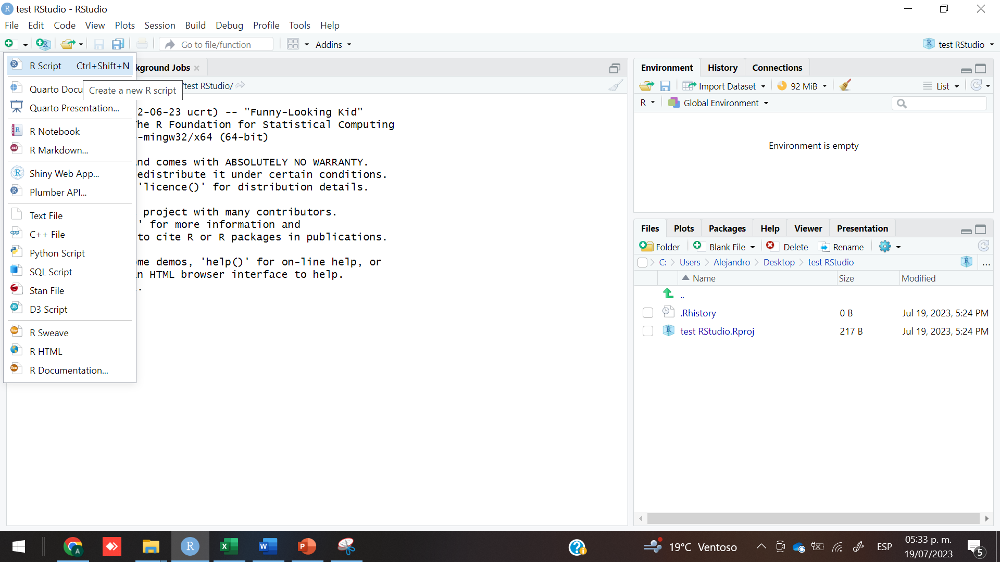 test RStudio - RStudio
File Edit Code View Plots Session Build Debug Profile Tools Help
Go to file/function Addins test RStudio
R Script Ctrl+Shift+N
Quarto Docu
Create a new R script
Quarto Presentation...
R Notebook
R Markdown...
Shiny Web App...
Plumber API...
Text File
C++ File
Python Script
SQL Script
Stan File
D3 Script
R Sweave
R HTML
R Documentation...
kground Jobs
/test RStudio/
2-06-23 ucrt) -- "Funny-Looking Kid"
he R Foundation for Statistical Computing
-mingw32/x64 (64-bit)
nd comes with ABSOLUTELY NO WARRANTY.
edistribute it under certain conditions.
'licence()' for distribution details.
project with many contributors.
' for more information and
to cite R or R packages in publications.
ome demos, 'help()' for on-line help, or
n HTML browser interface to help.
.
Environment History Connections
Import Dataset 92 MiB List
R Global Environment
Environment is empty
Files Plots Packages Help Viewer Presentation
Folder Blank File Delete Rename
C: Users Alejandro Desktop test RStudio ...
Name Size Modified
..
.Rhistory 0 B Jul 19, 2023, 5:24 PM
test RStudio.Rproj 217 B Jul 19, 2023, 5:24 PM
19°C Ventoso ESP
05:33 p. m.
19/07/2023
5